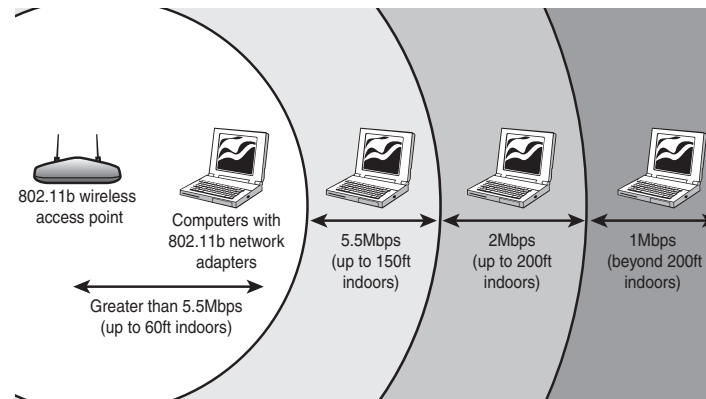 802.11b wireless
access point
Computers with
802.11b network
adapters
Greater than 5.5Mbps
(up to 60ft indoors)
5.5Mbps
(up to 150ft
indoors)
2Mbps
(up to 200ft
indoors)
1Mbps
(beyond 200ft
indoors)